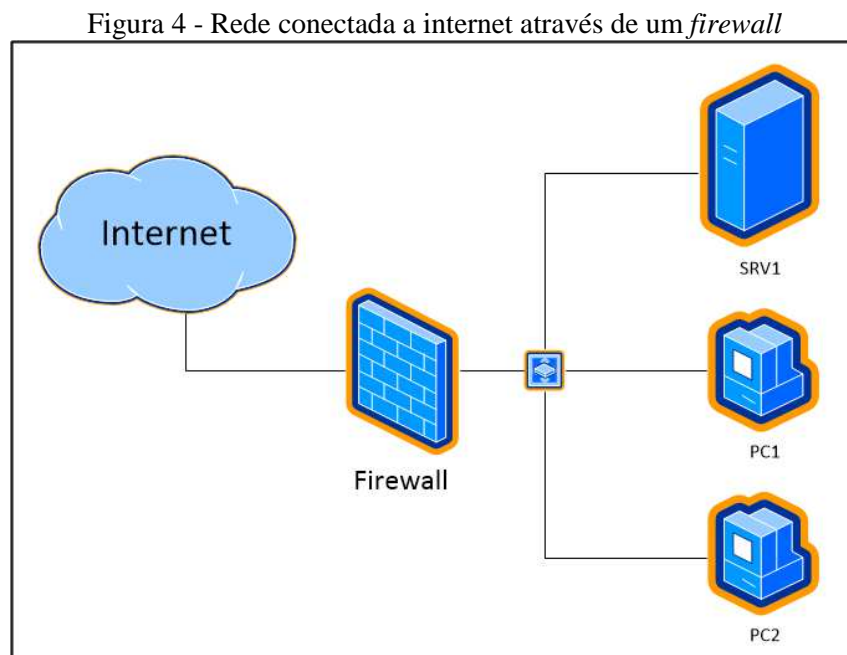 Figura 4 - Rede conectada a internet através de um firewall
Internet
SRV1
Firewall
PC1
PC2